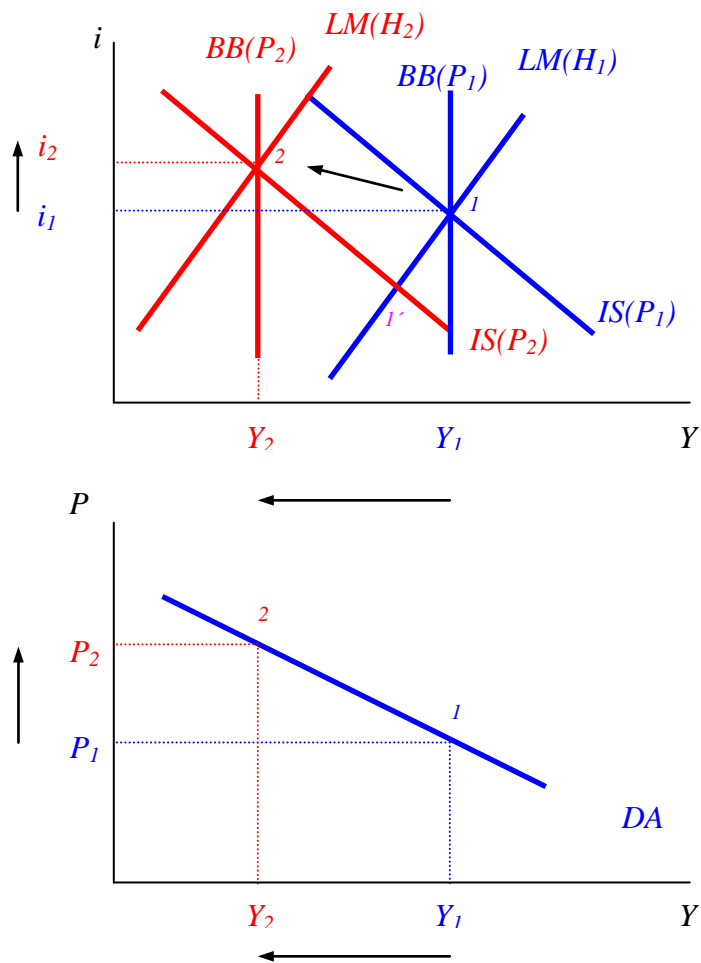 i BB(P₂) LM(H₂)
BB(P₁) LM(H₁)
i₂ 2
i₁ 1
1´ IS(P₂) IS(P₁)
Y₂ Y₁ Y
P
2
P₂
1
P₁
DA
Y₂ Y₁ Y